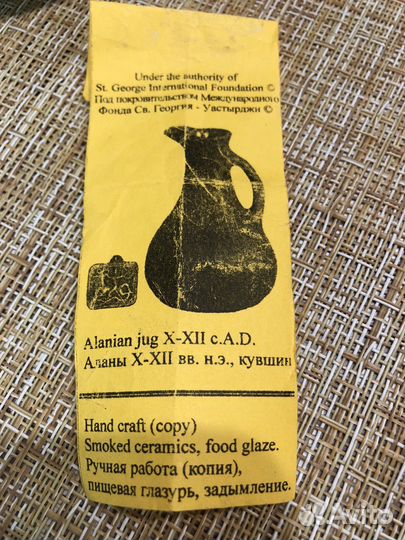 Under the authority of
St. George International Foundation ©
Под покровительством Международного
Фонда Св. Георгия - Уастырджи ©
Alanian jug X-XII c.A.D.
Аланы X-XII вв. н.э., кувшин
Hand craft (copy)
Smoked ceramics, food glaze.
Ручная работа (копия),
пищевая глазурь, задымление.
Avito